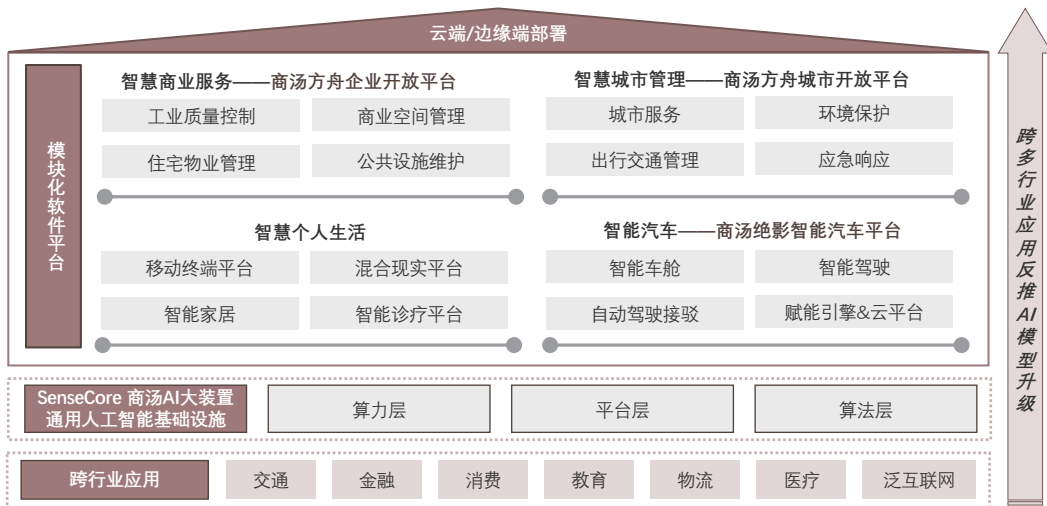 云端/边缘端部署
模块化软件平台
智慧商业服务——商汤方舟企业开放平台
工业质量控制
商业空间管理
住宅物业管理
公共设施维护
智慧城市管理——商汤方舟城市开放平台
城市服务
环境保护
出行交通管理
应急响应
智慧个人生活
移动终端平台
混合现实平台
智能家居
智能诊疗平台
智能汽车——商汤绝影智能汽车平台
智能车舱
智能驾驶
自动驾驶接驳
赋能引擎&云平台
SenseCore 商汤AI大装置
通用人工智能基础设施
算力层
平台层
算法层
跨行业应用
交通
金融
消费
教育
物流
医疗
泛互联网
跨多行业应用反推AI模型升级